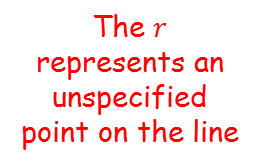 The r
represents an
unspecified
point on the line